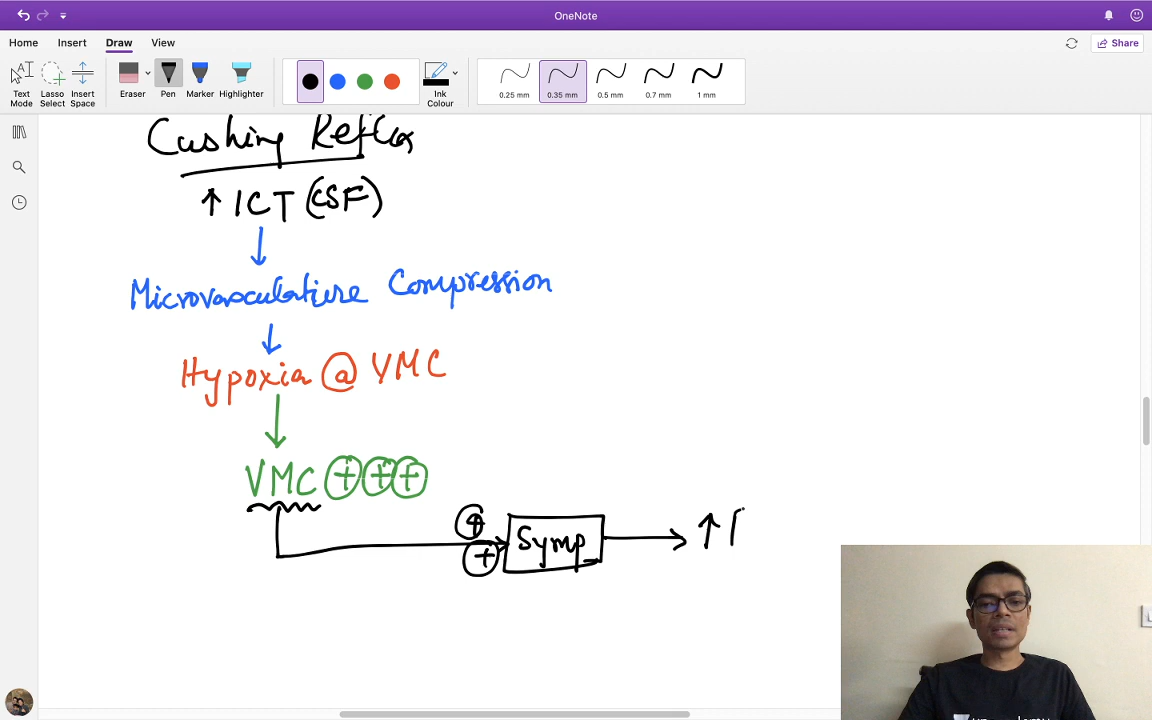 OneNote
Home Insert Draw View
Share
Text Mode
Lasso Select
Insert Space
Eraser
Pen
Marker
Highlighter
Ink Colour
0.25 mm
0.35 mm
0.5 mm
0.7 mm
1 mm
Cushing Reflex
↑ ICT (CSF)
↓
Microvasculature Compression
↓
Hypoxia @ VMC
↓
VMC + + +
+
+
Symp → ↑